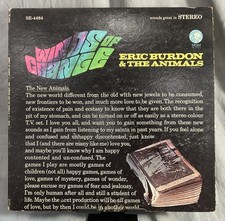 SE-4484
sounds great in STEREO
WINDS OF
CHANGE
ERIC BURDON
& THE ANIMALS
The New Animals.
The new world different from the old with new jewels to be consumed,
new frontiers to be won, and much more love to be given. The recognition
of existence of pain and ecstasy to know that they are both there in the
pit of my stomach, and can be turned on or off as easily as a stereo colour
T.V. set. I love you all, and want you to gain something from these new
sounds as I gain from listening to my saints in past years. If you feel alone
and confused and unhappy discontented, just know
that I (and there are many like me) love you,
and maybe you'll know why I am happy
contented and un-confused. The
games I play are mostly games of
children (not all) happy games, games of
love, games of mystery, games of wonder,
please excuse my games of fear and jealousy,
I'm only human after all and still a student of
life. Maybe the next production will be all games
of love, but by then I could be in another world.